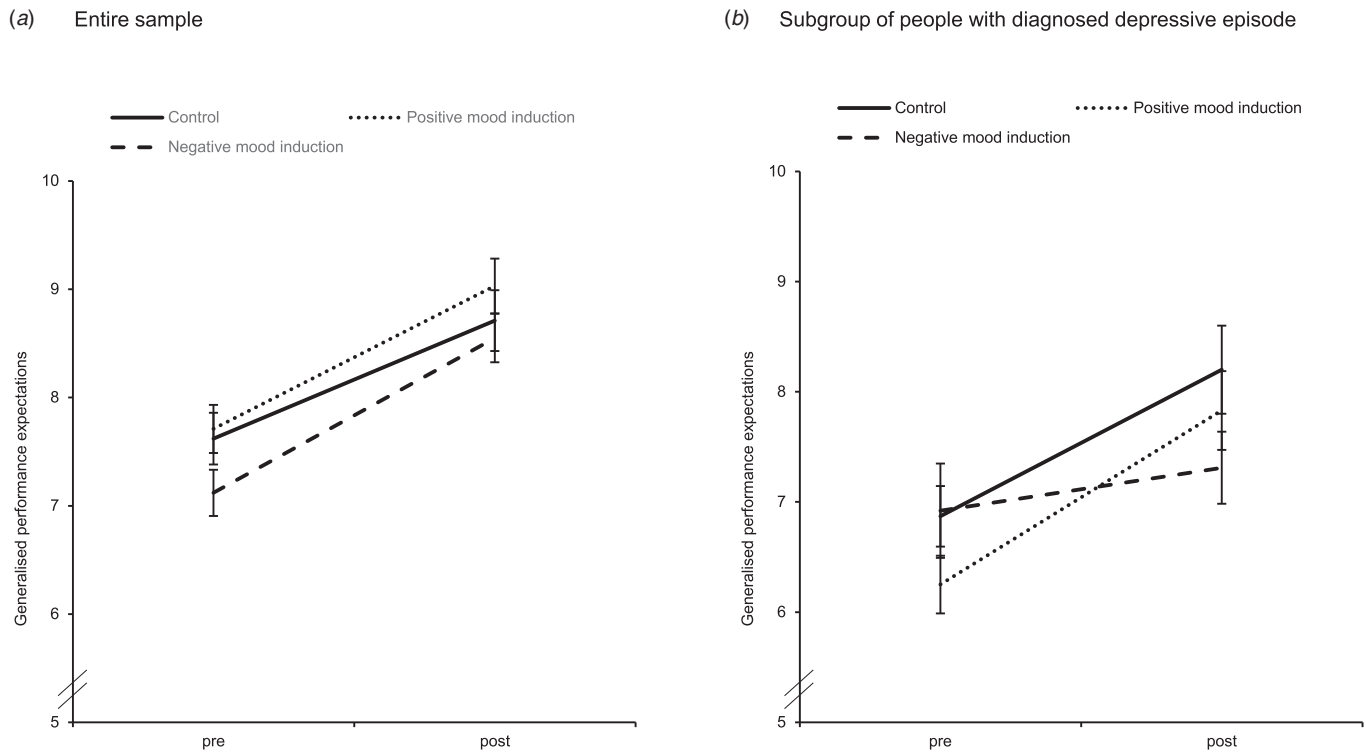 (a) Entire sample
Control
Positive mood induction
Negative mood induction
Generalised performance expectations
10
9
8
7
6
5
pre
post
(b) Subgroup of people with diagnosed depressive episode
Control
Positive mood induction
Negative mood induction
Generalised performance expectations
10
9
8
7
6
5
pre
post